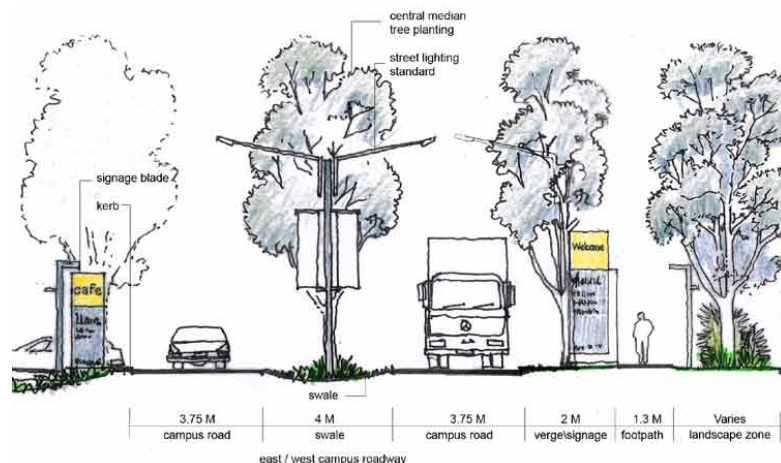 central median
tree planting
street lighting
standard
signage blade
kerb
cafe
Welcome
swale
3.75 M
4 M
3.75 M
2 M
1.3 M
Varies
campus road
swale
campus road
verge\signage
footpath
landscape zone
east / west campus roadway